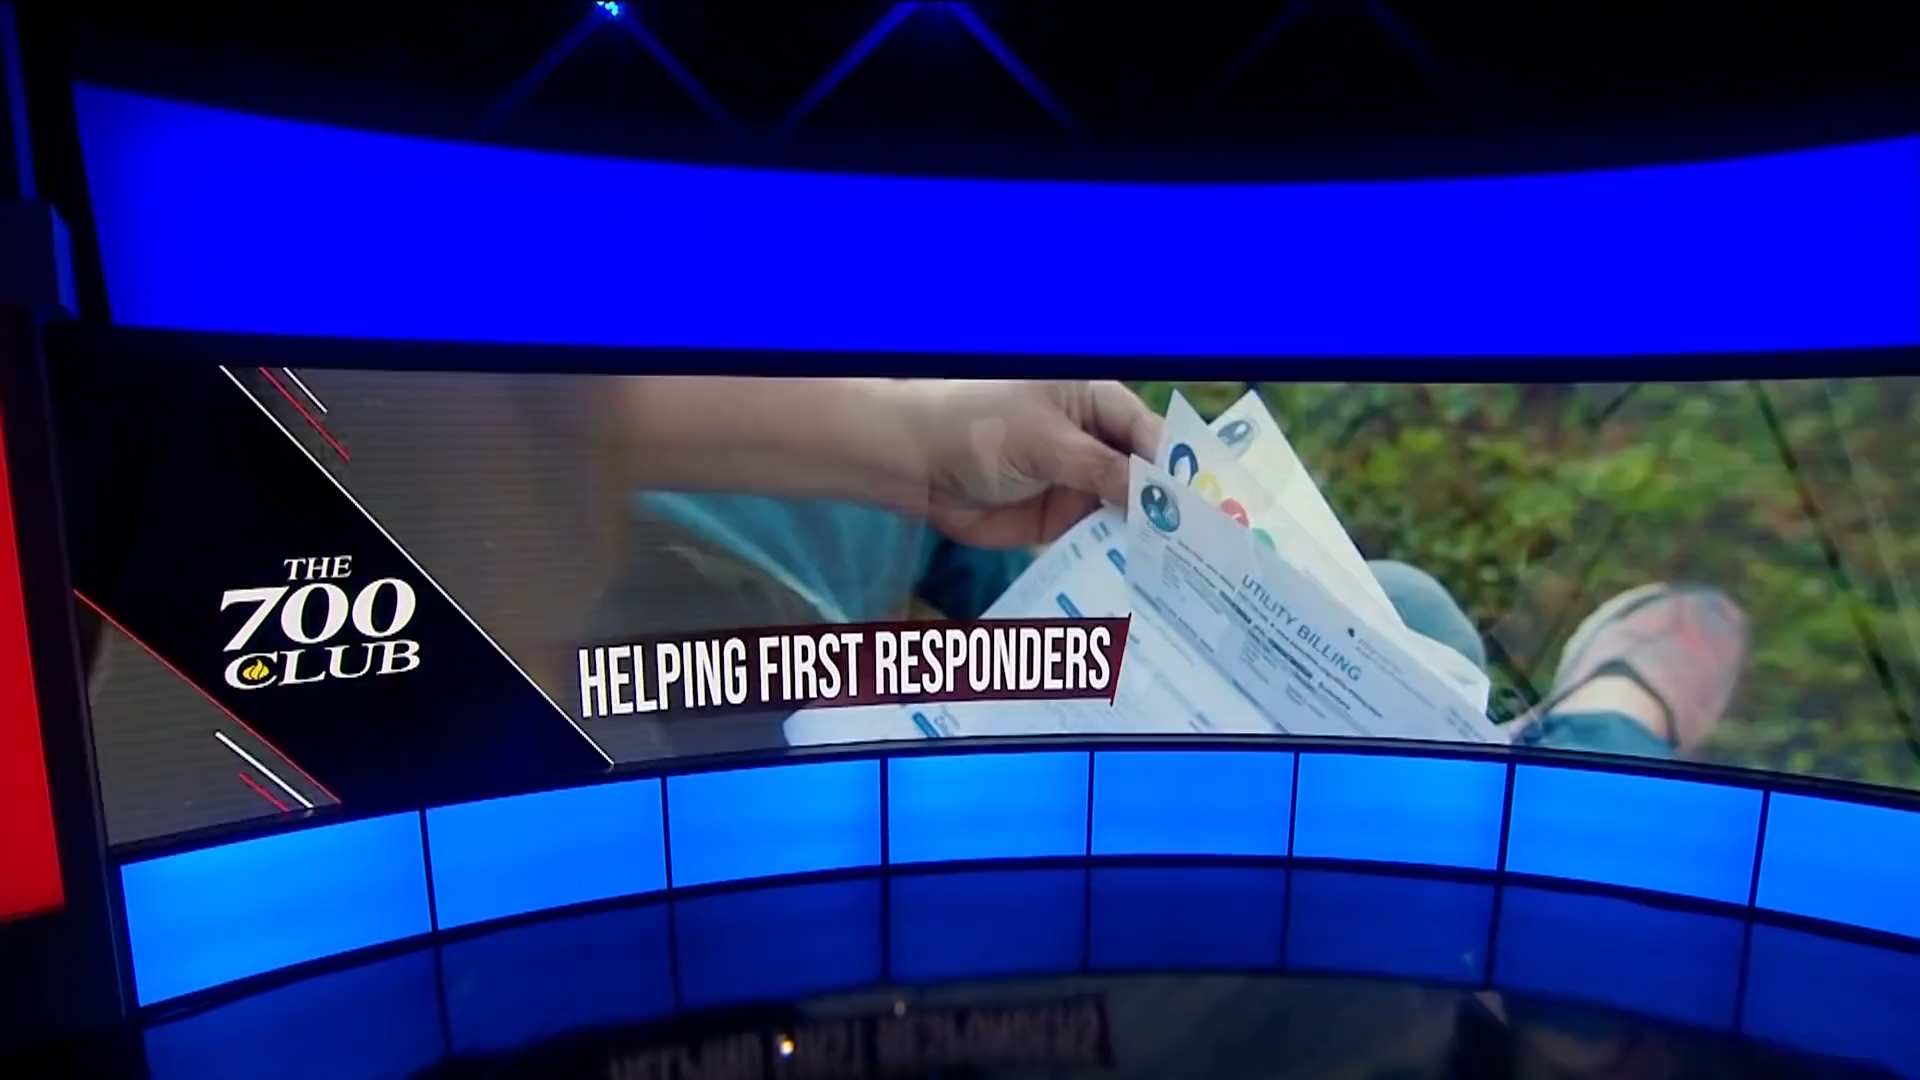 THE
700
CLUB
HELPING FIRST RESPONDERS
UTILITY BILLING